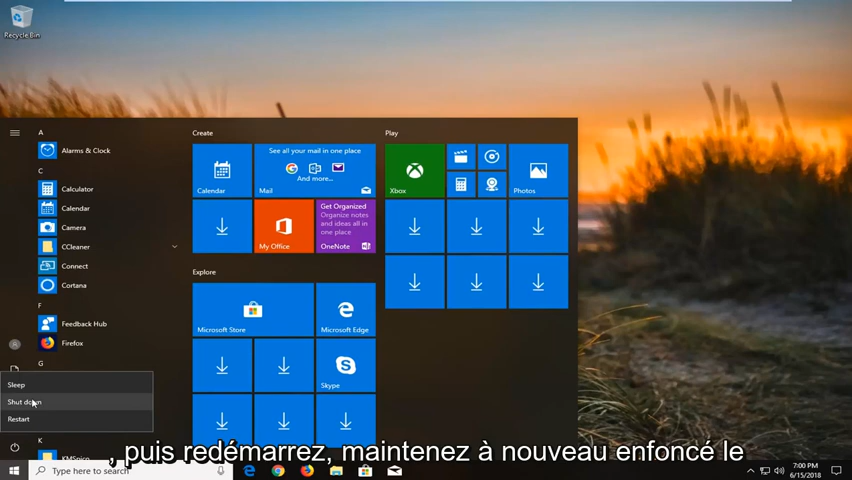 Recycle Bin
A
Alarms & Clock
C
Calculator
Calendar
Camera
CCleaner
Connect
Cortana
F
Feedback Hub
Firefox
G
Sleep
Shut down
Restart
K
KMSpico
Create
Calendar
See all your mail in one place
And more...
Mail
My Office
Get Organized
Organize notes
and ideas all in
one place
OneNote
Explore
Microsoft Store
Microsoft Edge
Skype
Play
Xbox
Photos
, puis redémarrez, maintenez à nouveau enfoncé le
Type here to search
7:00 PM
6/15/2018